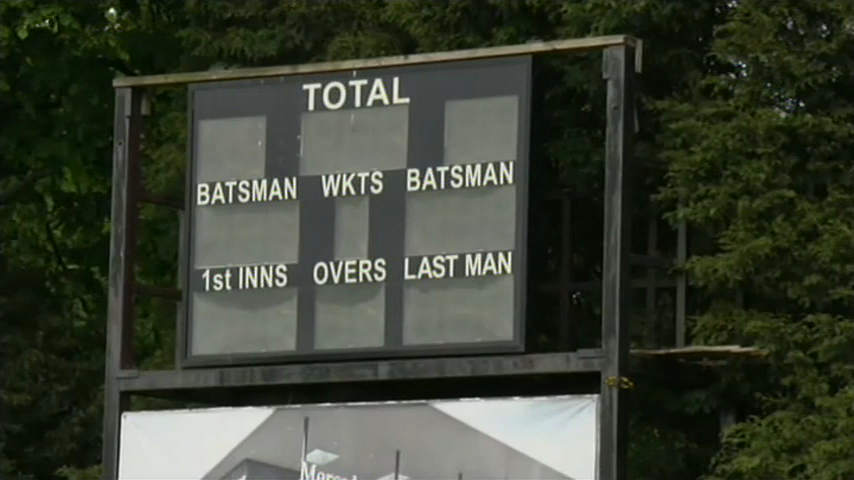 TOTAL
BATSMAN WKTS BATSMAN
1st INNS OVERS LAST MAN